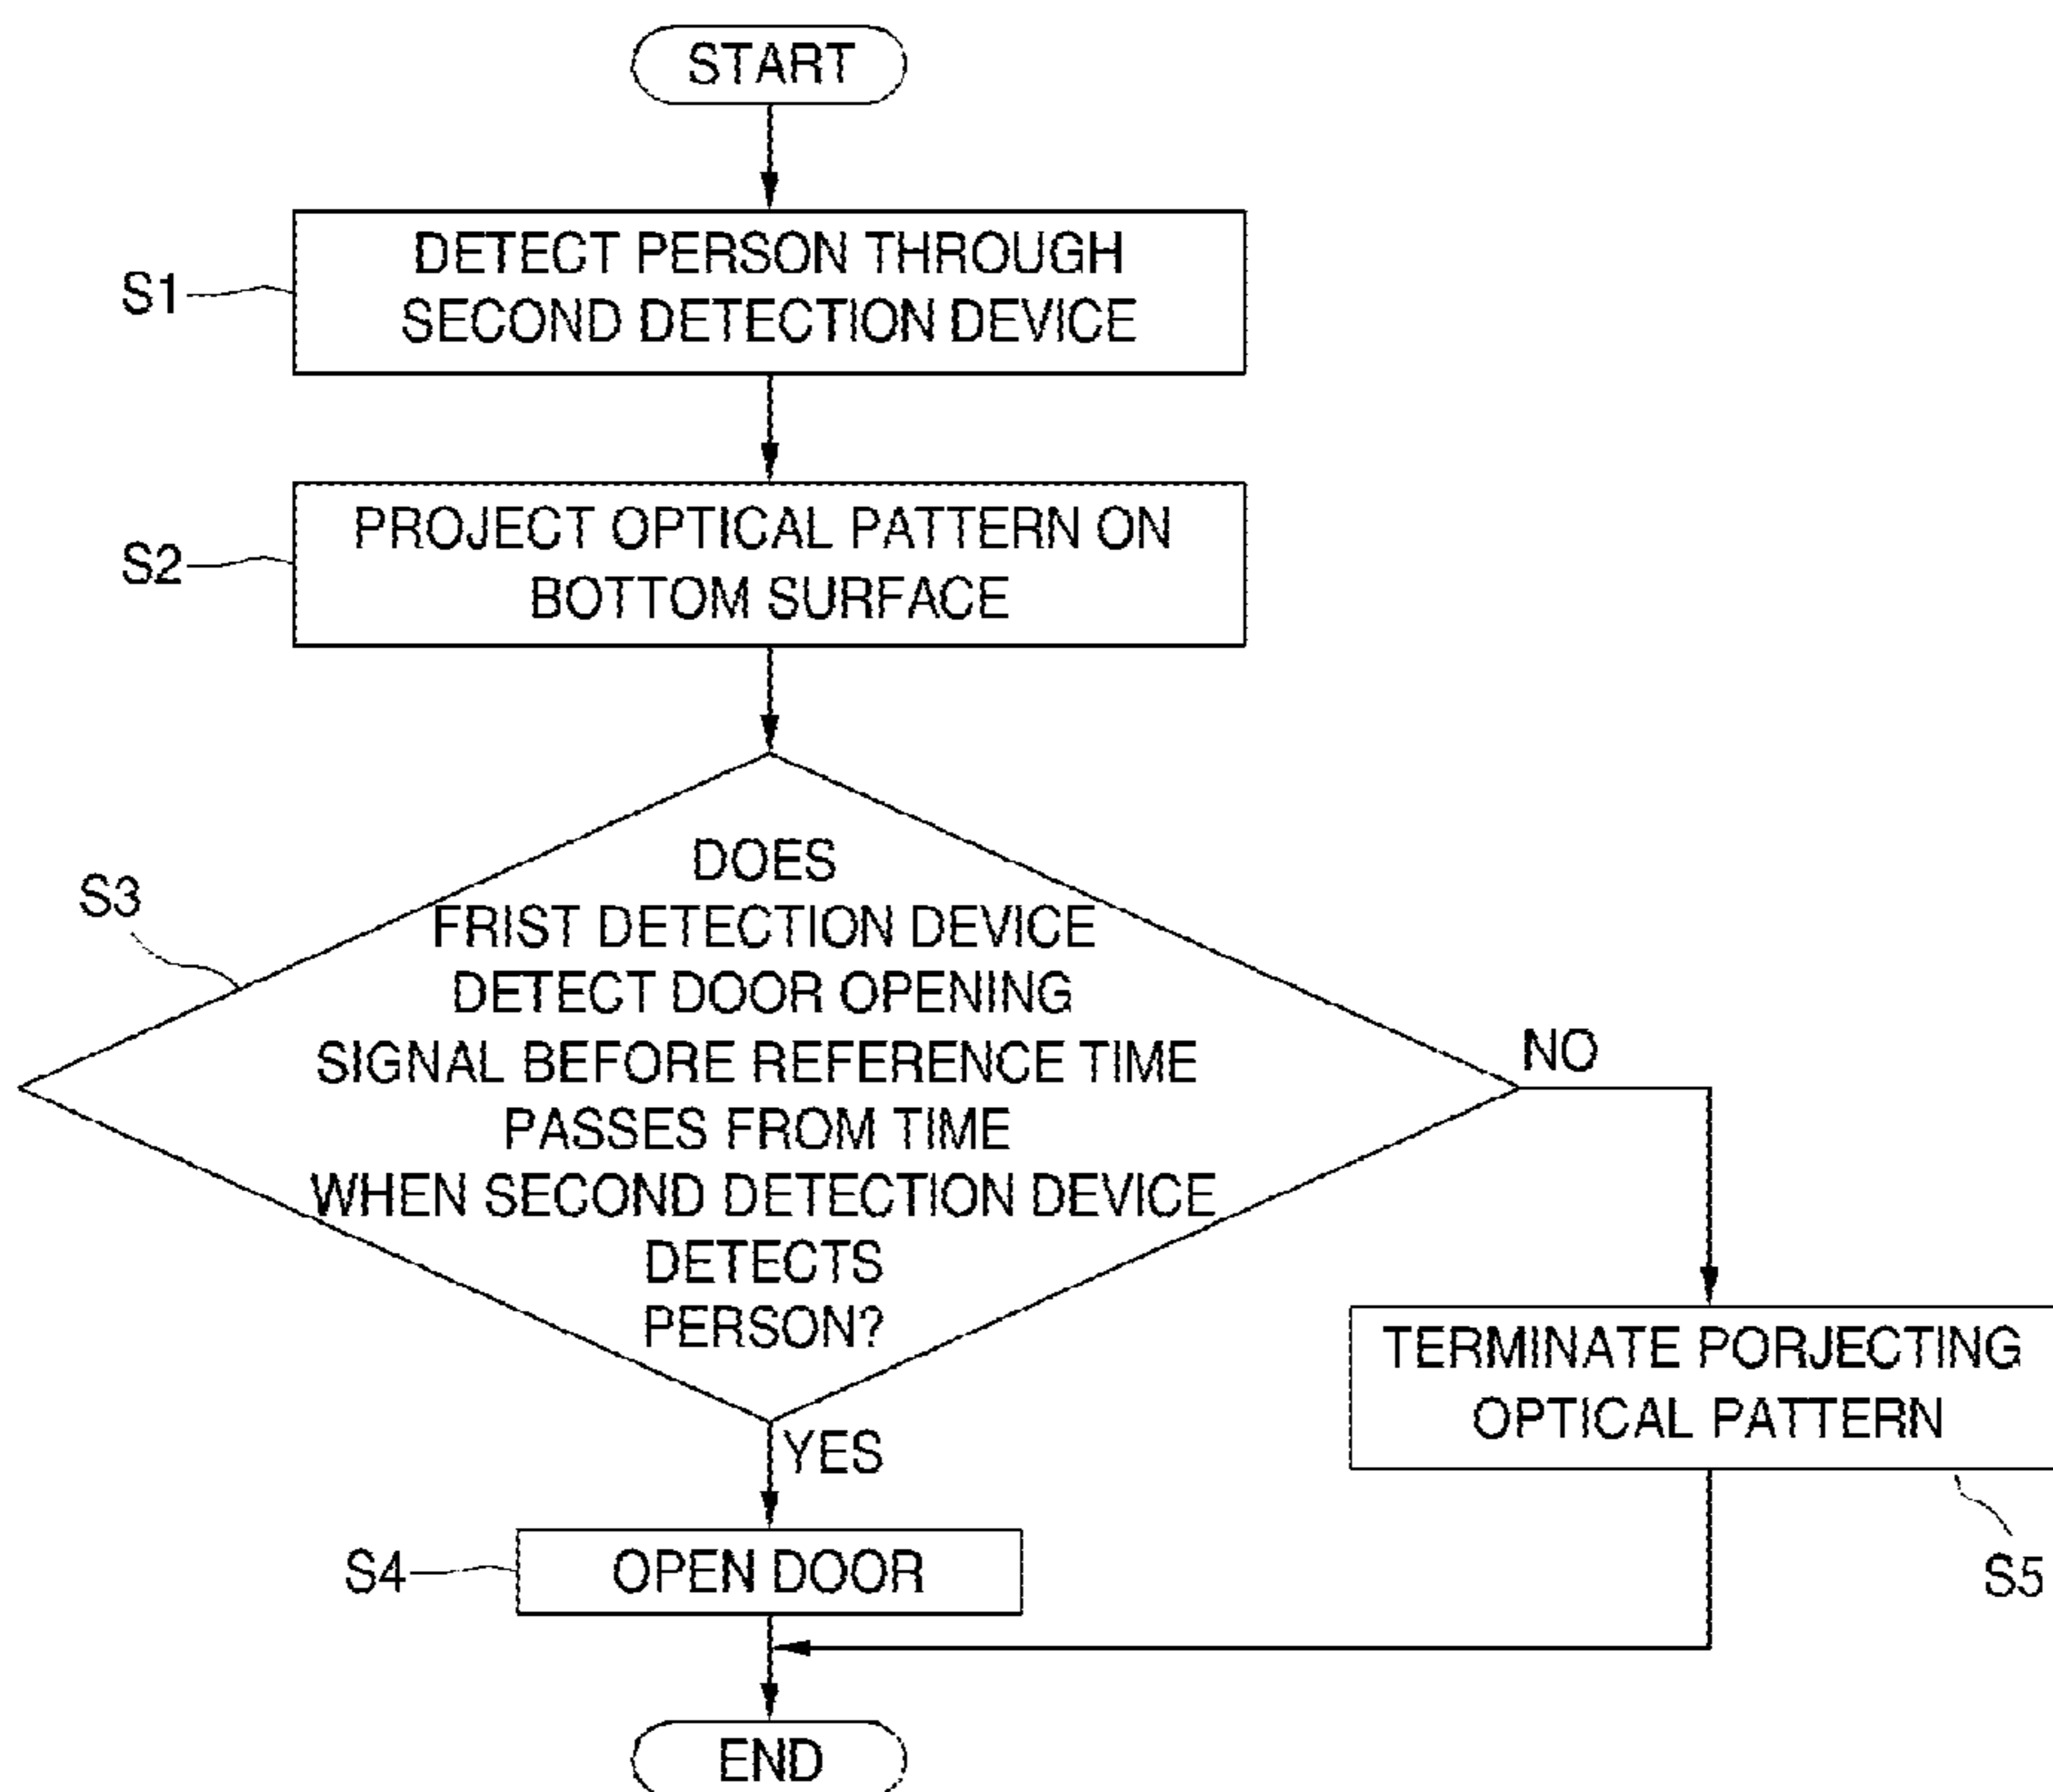 START
S1
DETECT PERSON THROUGH
SECOND DETECTION DEVICE
S2
PROJECT OPTICAL PATTERN ON
BOTTOM SURFACE
S3
DOES
FRIST DETECTION DEVICE
DETECT DOOR OPENING
SIGNAL BEFORE REFERENCE TIME
PASSES FROM TIME
WHEN SECOND DETECTION DEVICE
DETECTS
PERSON?
NO
YES
TERMINATE PORJECTING
OPTICAL PATTERN
S5
S4
OPEN DOOR
END